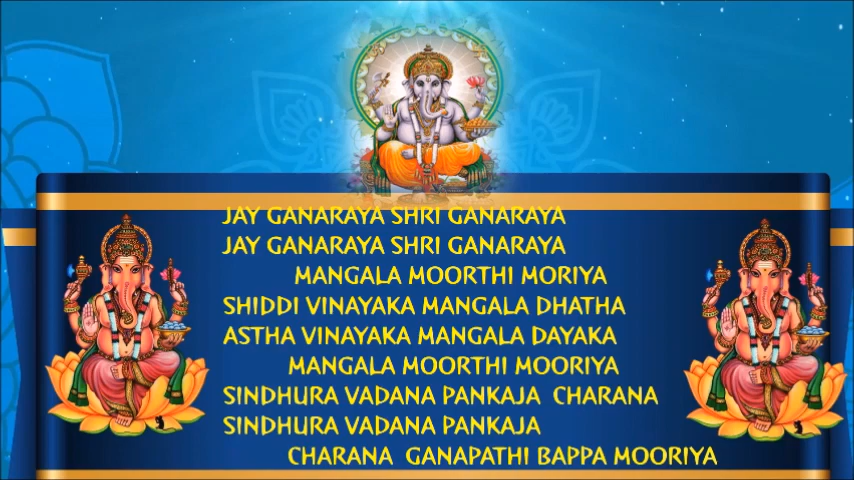 JAY GANARAYA SHRI GANARAYA
JAY GANARAYA SHRI GANARAYA
MANGALA MOORTHI MORIYA
SHIDDI VINAYAKA MANGALA DHATHA
ASTHA VINAYAKA MANGALA DAYAKA
MANGALA MOORTHI MOORIYA
SINDHURA VADANA PANKAJA CHARANA
SINDHURA VADANA PANKAJA
CHARANA GANAPATHI BAPPA MOORIYA